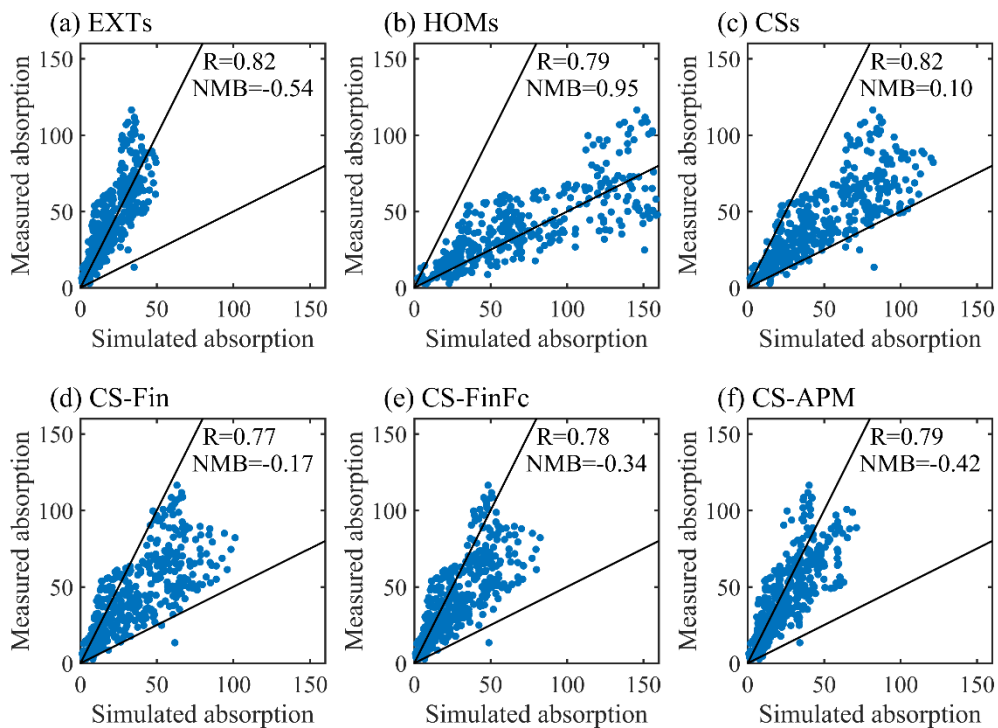 (a) EXTs
R=0.82
NMB=-0.54
150
100
50
0
Measured absorption
0 50 100 150
Simulated absorption
(b) HOMs
R=0.79
NMB=0.95
150
100
50
0
Measured absorption
0 50 100 150
Simulated absorption
(c) CSs
R=0.82
NMB=0.10
150
100
50
0
Measured absorption
0 50 100 150
Simulated absorption
(d) CS-Fin
R=0.77
NMB=-0.17
150
100
50
0
Measured absorption
0 50 100 150
Simulated absorption
(e) CS-FinFc
R=0.78
NMB=-0.34
150
100
50
0
Measured absorption
0 50 100 150
Simulated absorption
(f) CS-APM
R=0.79
NMB=-0.42
150
100
50
0
Measured absorption
0 50 100 150
Simulated absorption